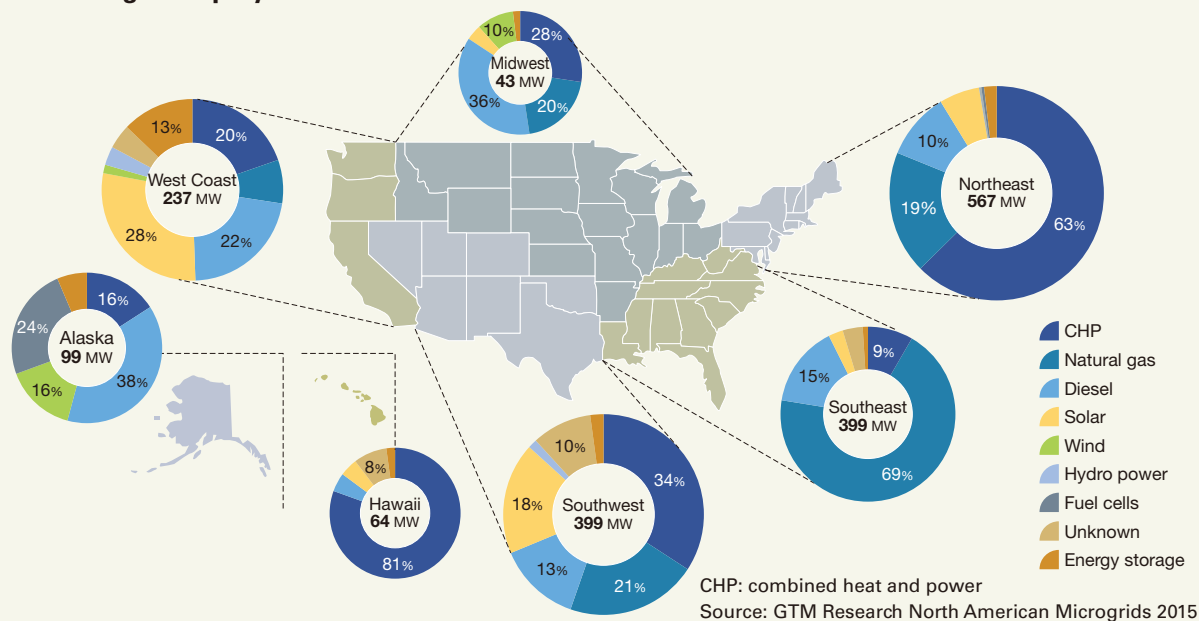 10%
28%
Midwest
43 MW
36%
20%
13%
20%
West Coast
237 MW
28%
22%
10%
19%
Northeast
567 MW
63%
16%
24%
Alaska
99 MW
38%
16%
9%
15%
Southeast
399 MW
69%
8%
Hawaii
64 MW
81%
10%
34%
Southwest
399 MW
18%
13%
21%
CHP
Natural gas
Diesel
Solar
Wind
Hydro power
Fuel cells
Unknown
Energy storage
CHP: combined heat and power
Source: GTM Research North American Microgrids 2015